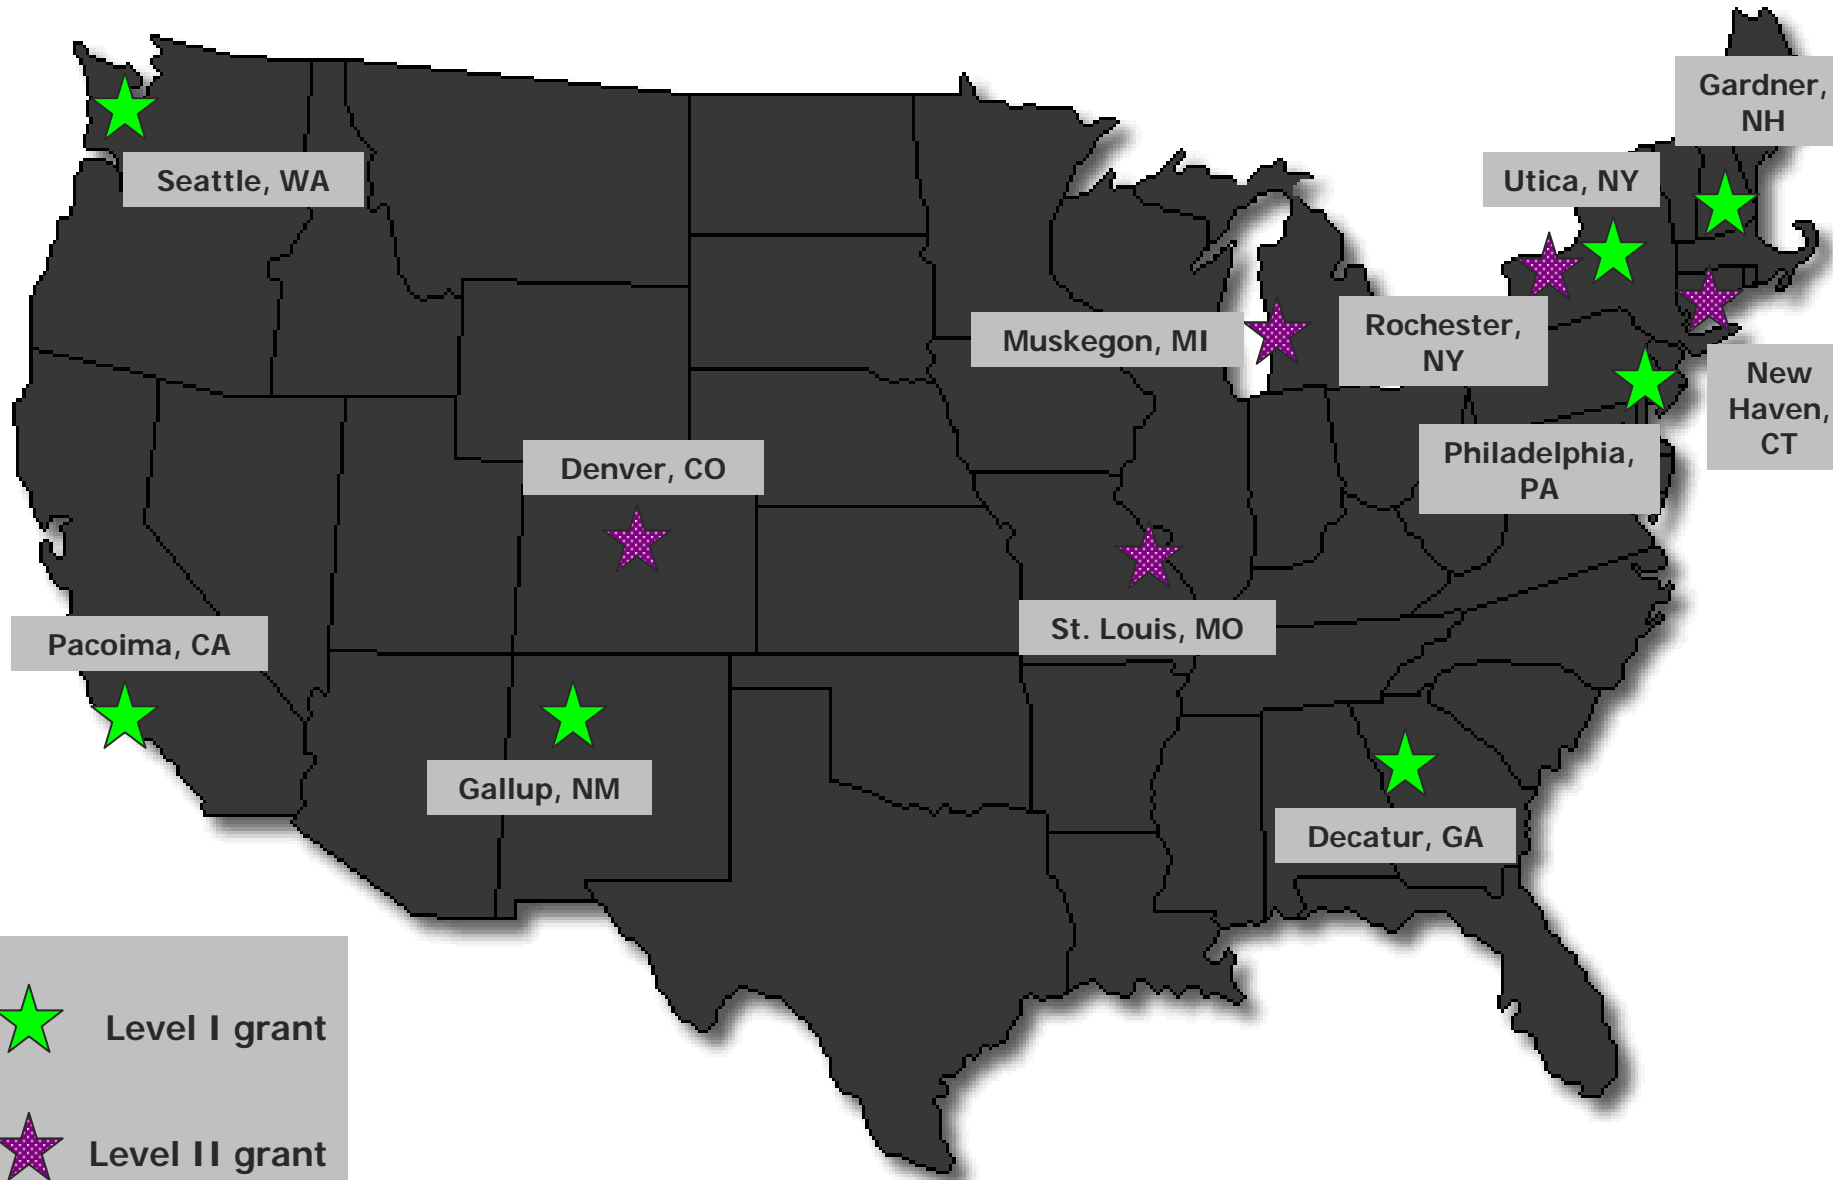 Gardner,
NH
Seattle, WA
Utica, NY
Muskegon, MI
Rochester,
NY
New
Haven,
CT
Denver, CO
Philadelphia,
PA
St. Louis, MO
Pacoima, CA
Gallup, NM
Decatur, GA
Level I grant
Level II grant